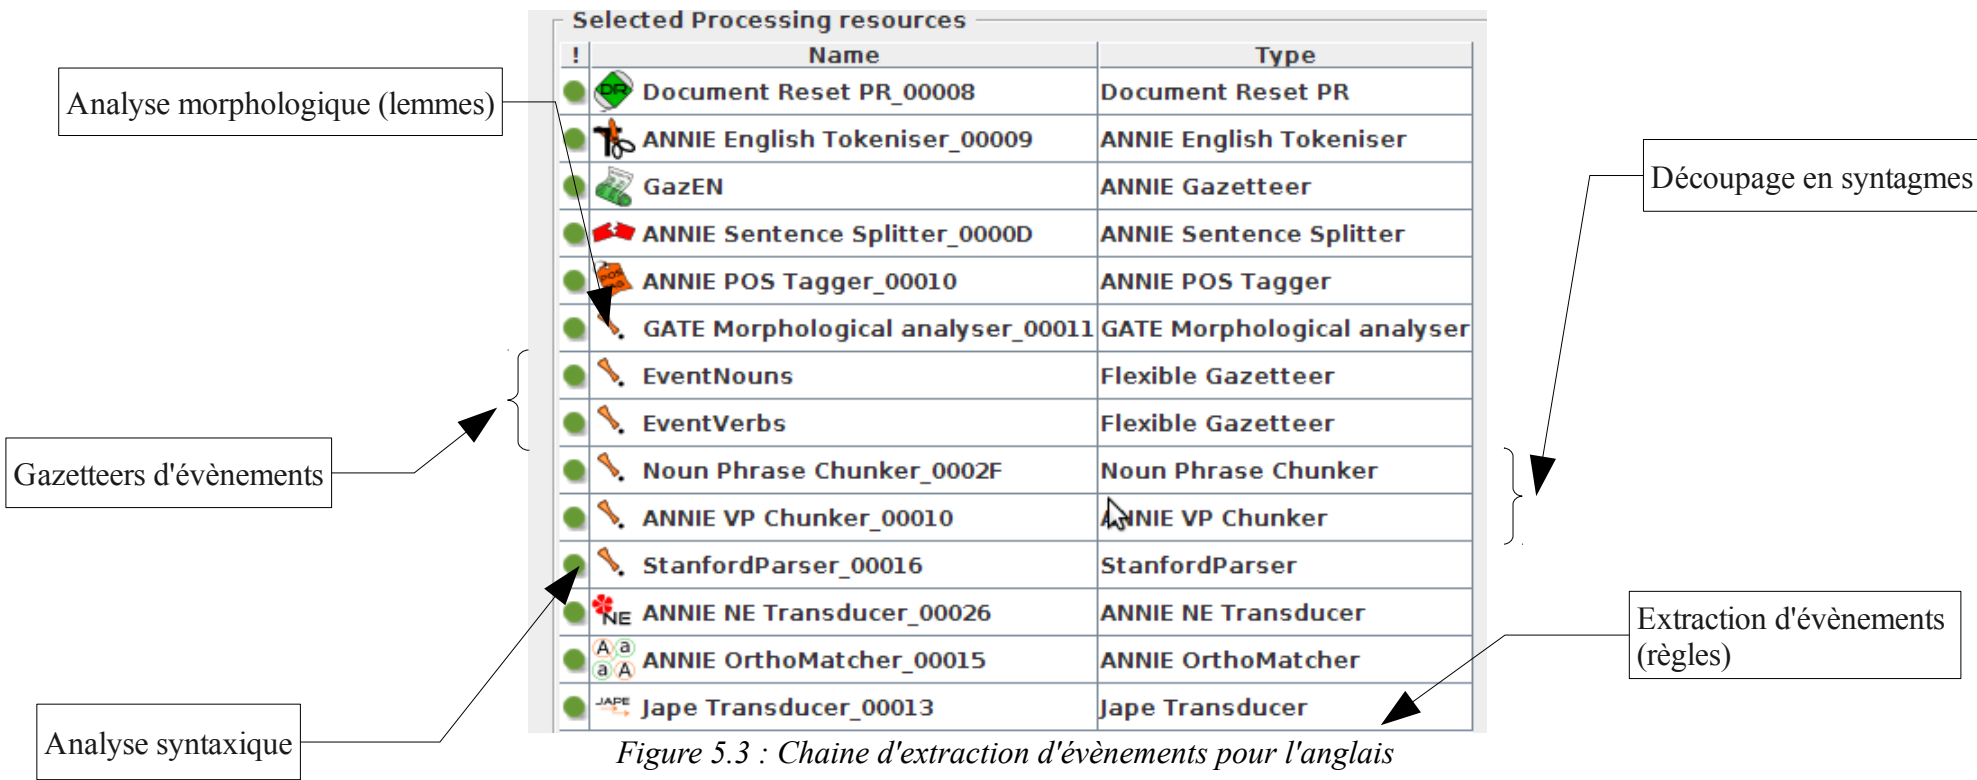 Selected Processing resources
! Name Type
Document Reset PR_00008 Document Reset PR
ANNIE English Tokeniser_00009 ANNIE English Tokeniser
GazEN ANNIE Gazetteer
ANNIE Sentence Splitter_0000D ANNIE Sentence Splitter
ANNIE POS Tagger_00010 ANNIE POS Tagger
GATE Morphological analyser_00011 GATE Morphological analyser
EventNouns Flexible Gazetteer
EventVerbs Flexible Gazetteer
Noun Phrase Chunker_0002F Noun Phrase Chunker
ANNIE VP Chunker_00010 ANNIE VP Chunker
StanfordParser_00016 StanfordParser
NE ANNIE NE Transducer_00026 ANNIE NE Transducer
A a a A ANNIE OrthoMatcher_00015 ANNIE OrthoMatcher
JAPE Jape Transducer_00013 Jape Transducer
Analyse morphologique (lemmes)
Gazetteers d'évènements
Analyse syntaxique
Découpage en syntagmes
Extraction d'évènements
(règles)
Figure 5.3 : Chaine d'extraction d'évènements pour l'anglais